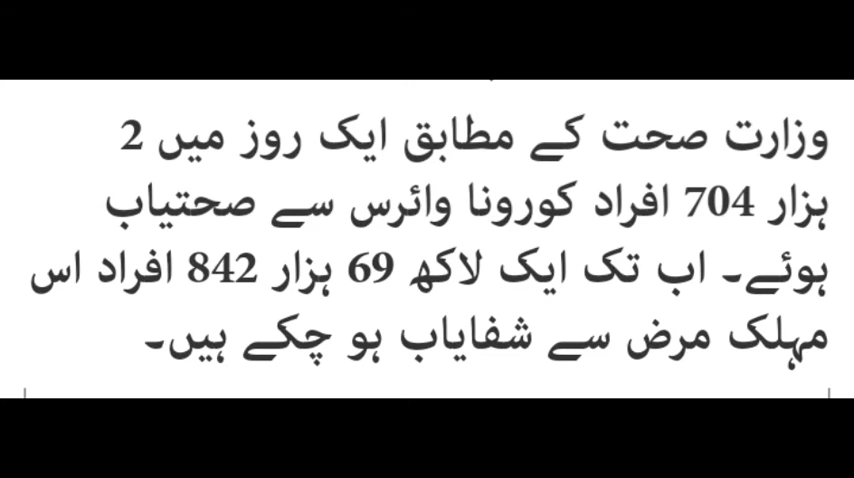 وزارت صحت کے مطابق ایک روز میں 2
ہزار 704 افراد کورونا وائرس سے صحتیاب
ہوئے۔ اب تک ایک لاکھ 69 ہزار 842 افراد اس
مہلک مرض سے شفایاب ہو چکے ہیں۔